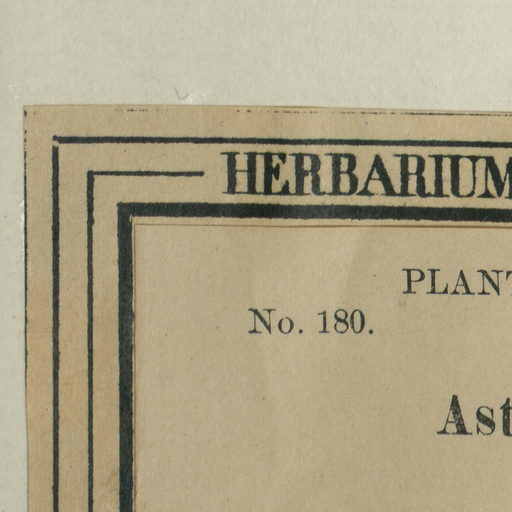 HERBARIUM
PLANT
No. 180.
Ast